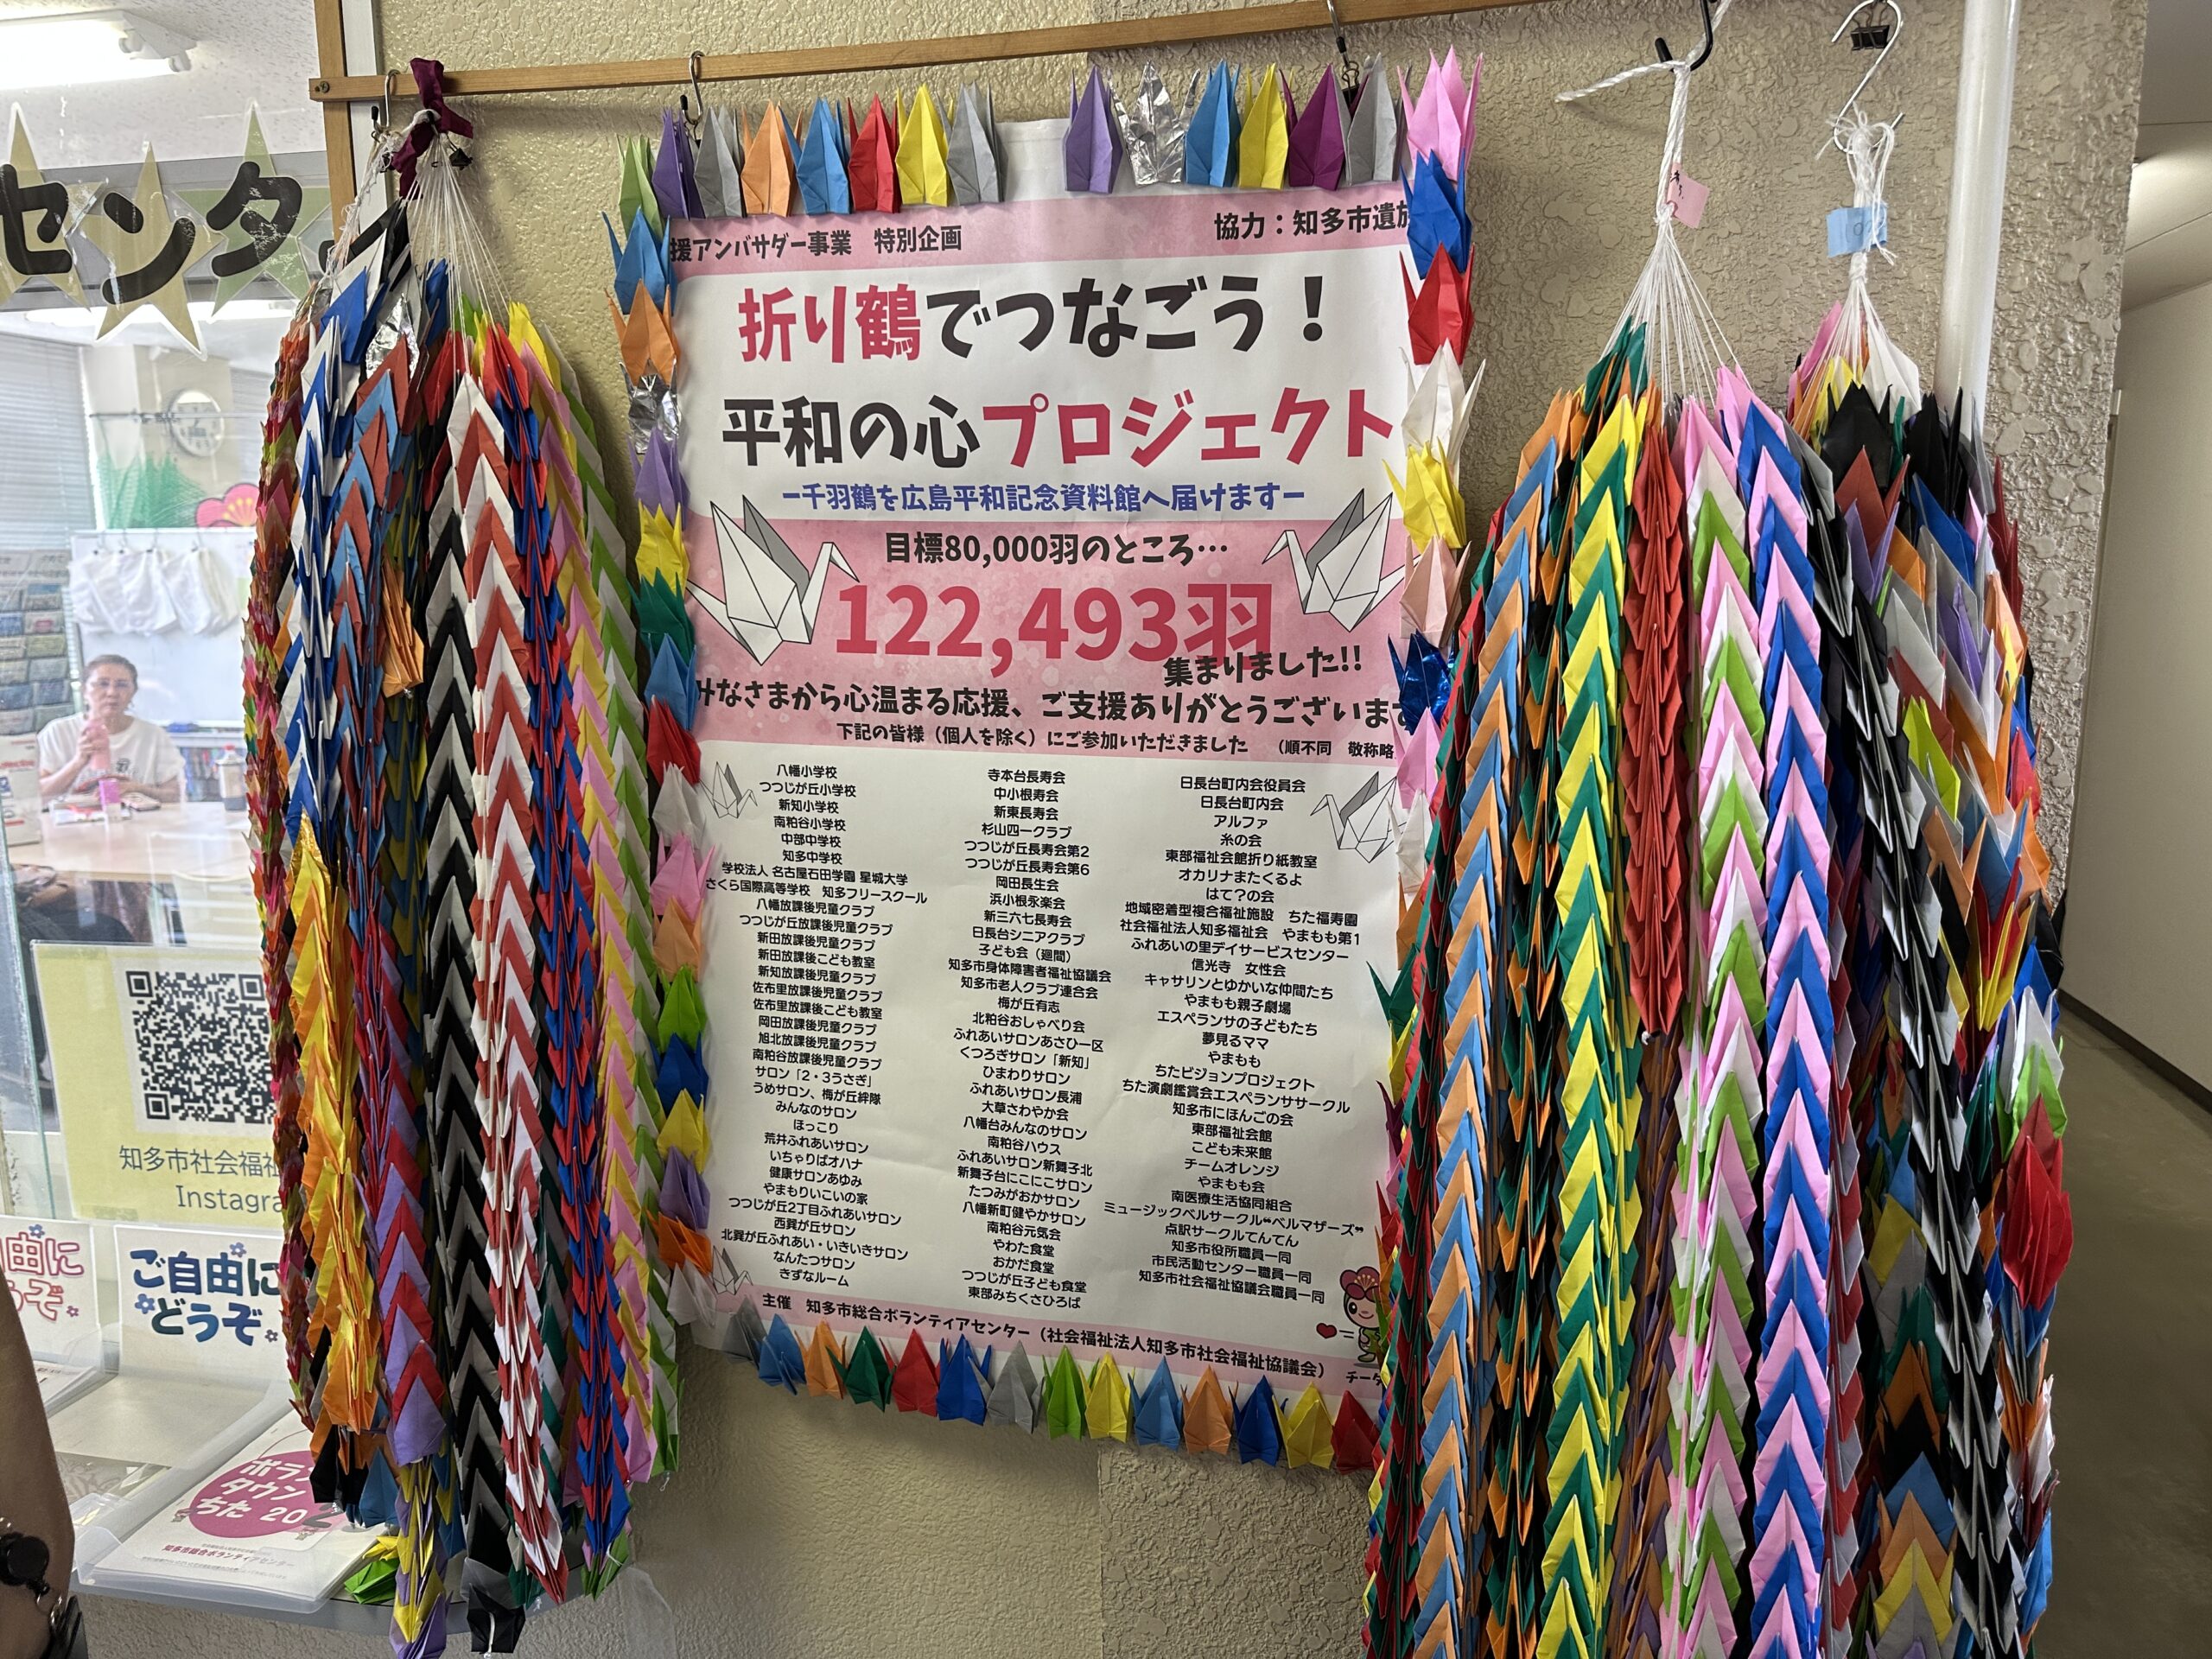 センター
援アンバサダー事業　特別企画
協力：知多市遺族
折り鶴でつなごう！
平和の心プロジェクト
ー千羽鶴を広島平和記念資料館へ届けますー
目標80,000羽のところ…
122,493羽
集まりました!!
みなさまから心温まる応援、ご支援ありがとうございます
下記の皆様（個人を除く）にご参加いただきました　（順不同　敬称略
八幡小学校
つつじが丘小学校
新知小学校
南粕谷小学校
中部中学校
知多中学校
学校法人 名古屋石田学園 星城大学
さくら国際高等学校　知多フリースクール
八幡放課後児童クラブ
つつじが丘放課後児童クラブ
新田放課後児童クラブ
新田放課後こども教室
新知放課後児童クラブ
佐布里放課後児童クラブ
佐布里放課後こども教室
岡田放課後児童クラブ
旭北放課後児童クラブ
南粕谷放課後児童クラブ
サロン「2・3うさぎ」
うめサロン、梅が丘絆隊
みんなのサロン
ほっこり
荒井ふれあいサロン
いちゃりばオハナ
健康サロンあゆみ
やまもりいこいの家
つつじが丘2丁目ふれあいサロン
西巽が丘サロン
北巽が丘ふれあい・いきいきサロン
なんたつサロン
きずなルーム
寺本台長寿会
中小根寿会
新東長寿会
杉山四一クラブ
つつじが丘長寿会第2
つつじが丘長寿会第6
岡田長生会
浜小根永楽会
新三六七長寿会
日長台シニアクラブ
子ども会（廻間）
知多市身体障害者福祉協議会
知多市老人クラブ連合会
梅が丘有志
北粕谷おしゃべり会
ふれあいサロンあさひ一区
くつろぎサロン「新知」
ひまわりサロン
ふれあいサロン長浦
大草さわやか会
八幡台みんなのサロン
南粕谷ハウス
ふれあいサロン新舞子北
新舞子台にこにこサロン
たつみがおかサロン
八幡新町健やかサロン
南粕谷元気会
やわた食堂
おかだ食堂
つつじが丘子ども食堂
東部みちくさひろば
日長台町内会役員会
日長台町内会
アルファ
糸の会
東部福祉会館折り紙教室
オカリナまたくるよ
はて？の会
地域密着型複合福祉施設　ちた福寿園
社会福祉法人知多福祉会　やまもも第1
ふれあいの里デイサービスセンター
信光寺　女性会
キャサリンとゆかいな仲間たち
やまもも親子劇場
エスペランサの子どもたち
夢見るママ
やまもも
ちたビジョンプロジェクト
ちた演劇鑑賞会エスペランササークル
知多市にほんごの会
東部福祉会館
こども未来館
チームオレンジ
やまもも会
南医療生活協同組合
ミュージックベルサークル❝ベルマザーズ❞
点訳サークルてんてん
知多市役所職員一同
市民活動センター職員一同
知多市社会福祉協議会職員一同
主催　知多市総合ボランティアセンター（社会福祉法人知多市社会福祉協議会）
知多市社会福祉
Instagra
由に
ぞ
ご自由に
どうぞ
ボラ
タウン
ちた 202
知多市総合ボランティアセンター